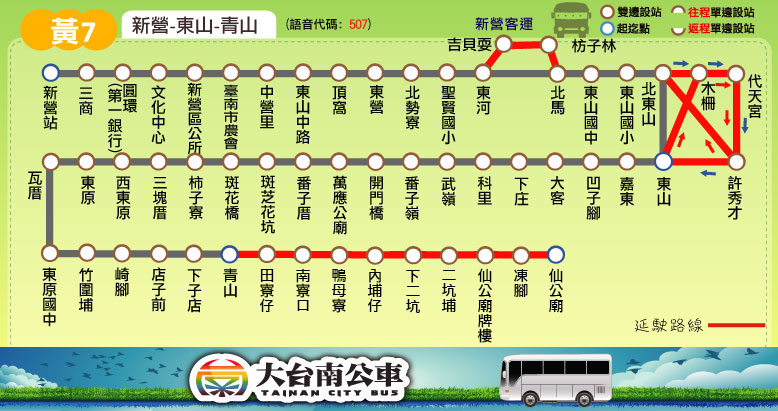 黃7
新營-東山-青山
(語音代碼: 507)
新營客運
雙邊設站
起迄點
往程單邊設站
返程單邊設站
吉貝耍
枋子林
新營站
三商
圓環
(第一銀行)
文化中心
新營區公所
臺南市農會
中營里
東山中路
頂窩
東營
北勢寮
聖賢國小
東河
北馬
東山國中
東山國小
北東山
木柵
代天宮
瓦厝
東原
西東原
三塊厝
柿子寮
斑花橋
斑芝花坑
番子厝
萬應公廟
開門橋
番子嶺
武嶺
科里
下庄
大客
凹子腳
嘉東
東山
許秀才
東原國中
竹圍埔
崎腳
店子前
下子店
青山
田寮仔
南寮口
鴨母寮
內埔仔
下二坑
二坑埔
仙公廟牌樓
凍腳
仙公廟
延駛路線
大台南公車
TAINAN CITY BUS